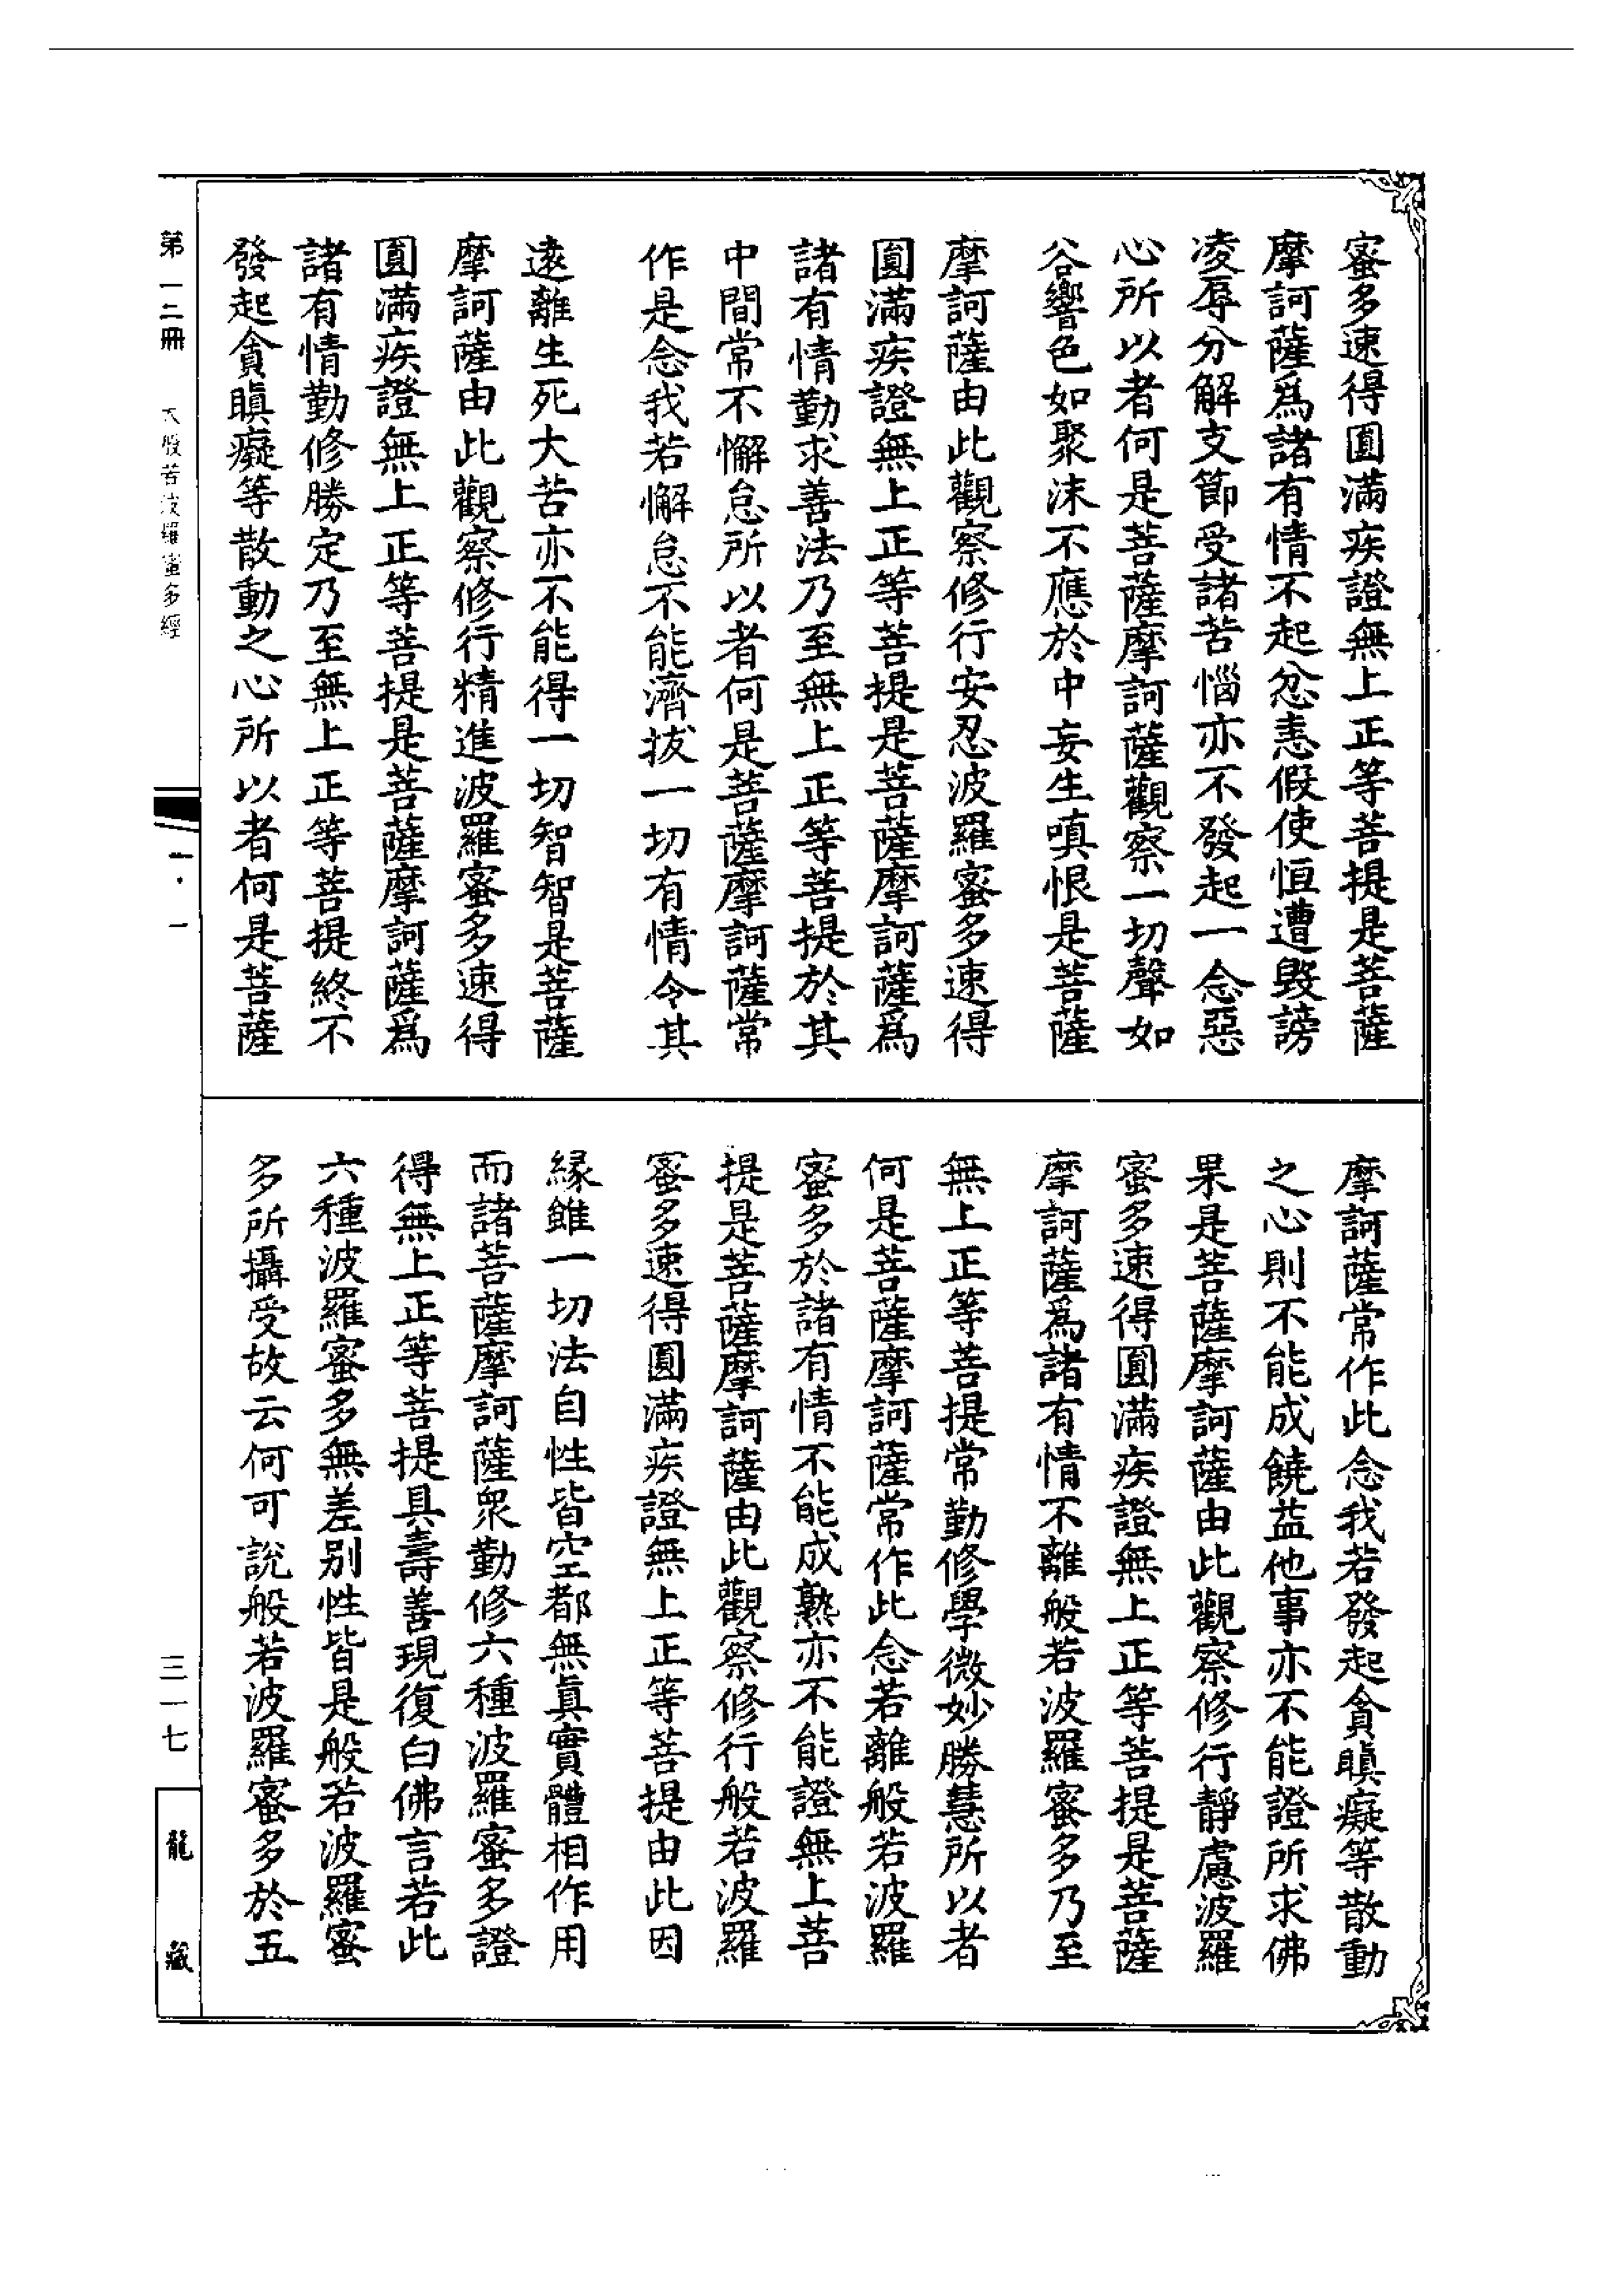 蜜多速得圓滿疾證無上正等菩提是菩薩
摩訶薩爲諸有情不起忿恚假使恒遭毀謗
凌辱分解支節受諸苦惱亦不發起一念惡
心所以者何是菩薩摩訶薩觀察一切聲如
谷響色如聚沫不應於中妄生嗔恨是菩薩
摩訶薩由此觀察修行安忍波羅蜜多速得
圓滿疾證無上正等菩提是菩薩摩訶薩爲
諸有情勤求善法乃至無上正等菩提於其
中間常不懈怠所以者何是菩薩摩訶薩常
作是念我若懈怠不能濟拔一切有情令其
遠離生死大苦亦不能得一切智智是菩薩
摩訶薩由此觀察修行精進波羅蜜多速得
圓滿疾證無上正等菩提是菩薩摩訶薩爲
諸有情勤修勝定乃至無上正等菩提終不
發起貪瞋癡等散動之心所以者何是菩薩
摩訶薩常作此念我若發起貪瞋癡等散動
之心則不能成饒益他事亦不能證所求佛
果是菩薩摩訶薩由此觀察修行靜慮波羅
蜜多速得圓滿疾證無上正等菩提是菩薩
摩訶薩爲諸有情不離般若波羅蜜多乃至
無上正等菩提常勤修學微妙勝慧所以者
何是菩薩摩訶薩常作此念若離般若波羅
蜜多於諸有情不能成熟亦不能證無上菩
提是菩薩摩訶薩由此觀察修行般若波羅
蜜多速得圓滿疾證無上正等菩提由此因
緣雖一切法自性皆空都無真實體相作用
而諸菩薩摩訶薩眾勤修六種波羅蜜多證
得無上正等菩提具壽善現復白佛言若此
六種波羅蜜多無差别性皆是般若波羅蜜
多所攝受故云何可說般若波羅蜜多於五
第一二冊 大般若波羅蜜多經
三一七
龍藏